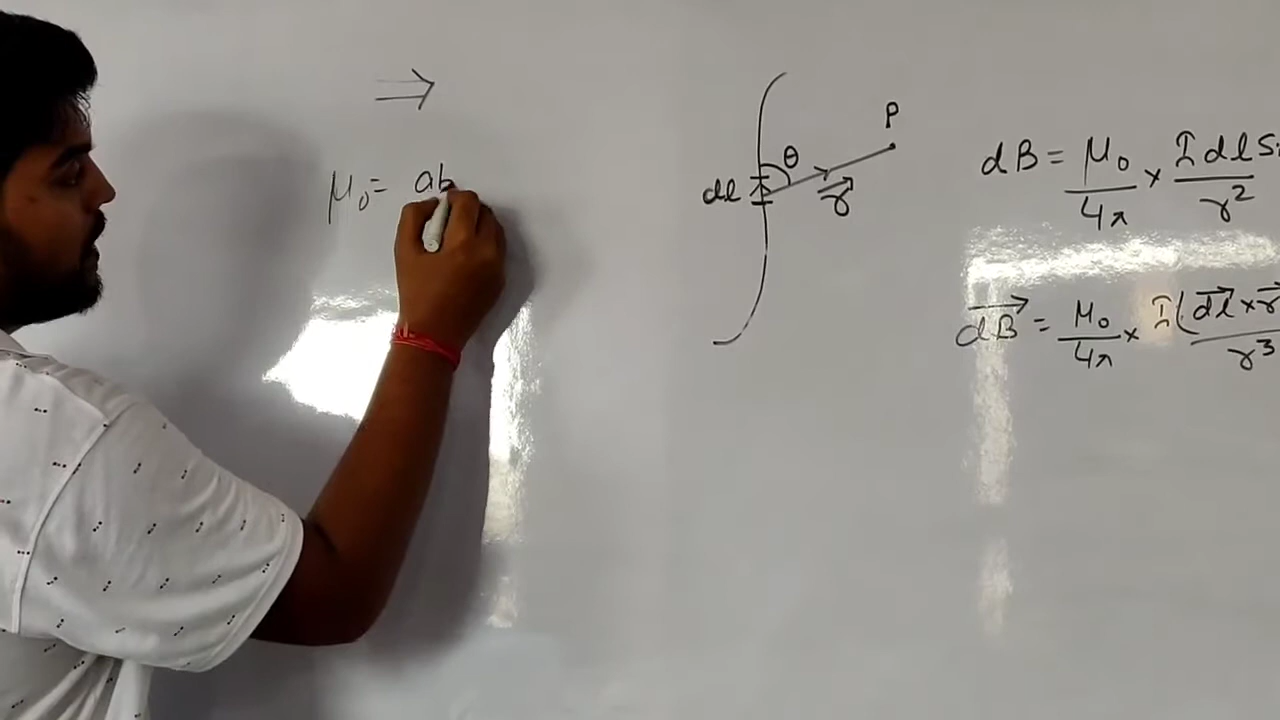 ⇒
μ₀ = ab
P
θ
dl
r⃗
dB = μ₀/4π × I dl S
dB⃗ = μ₀/4π × I(dl⃗ × r⃗
r²
r³